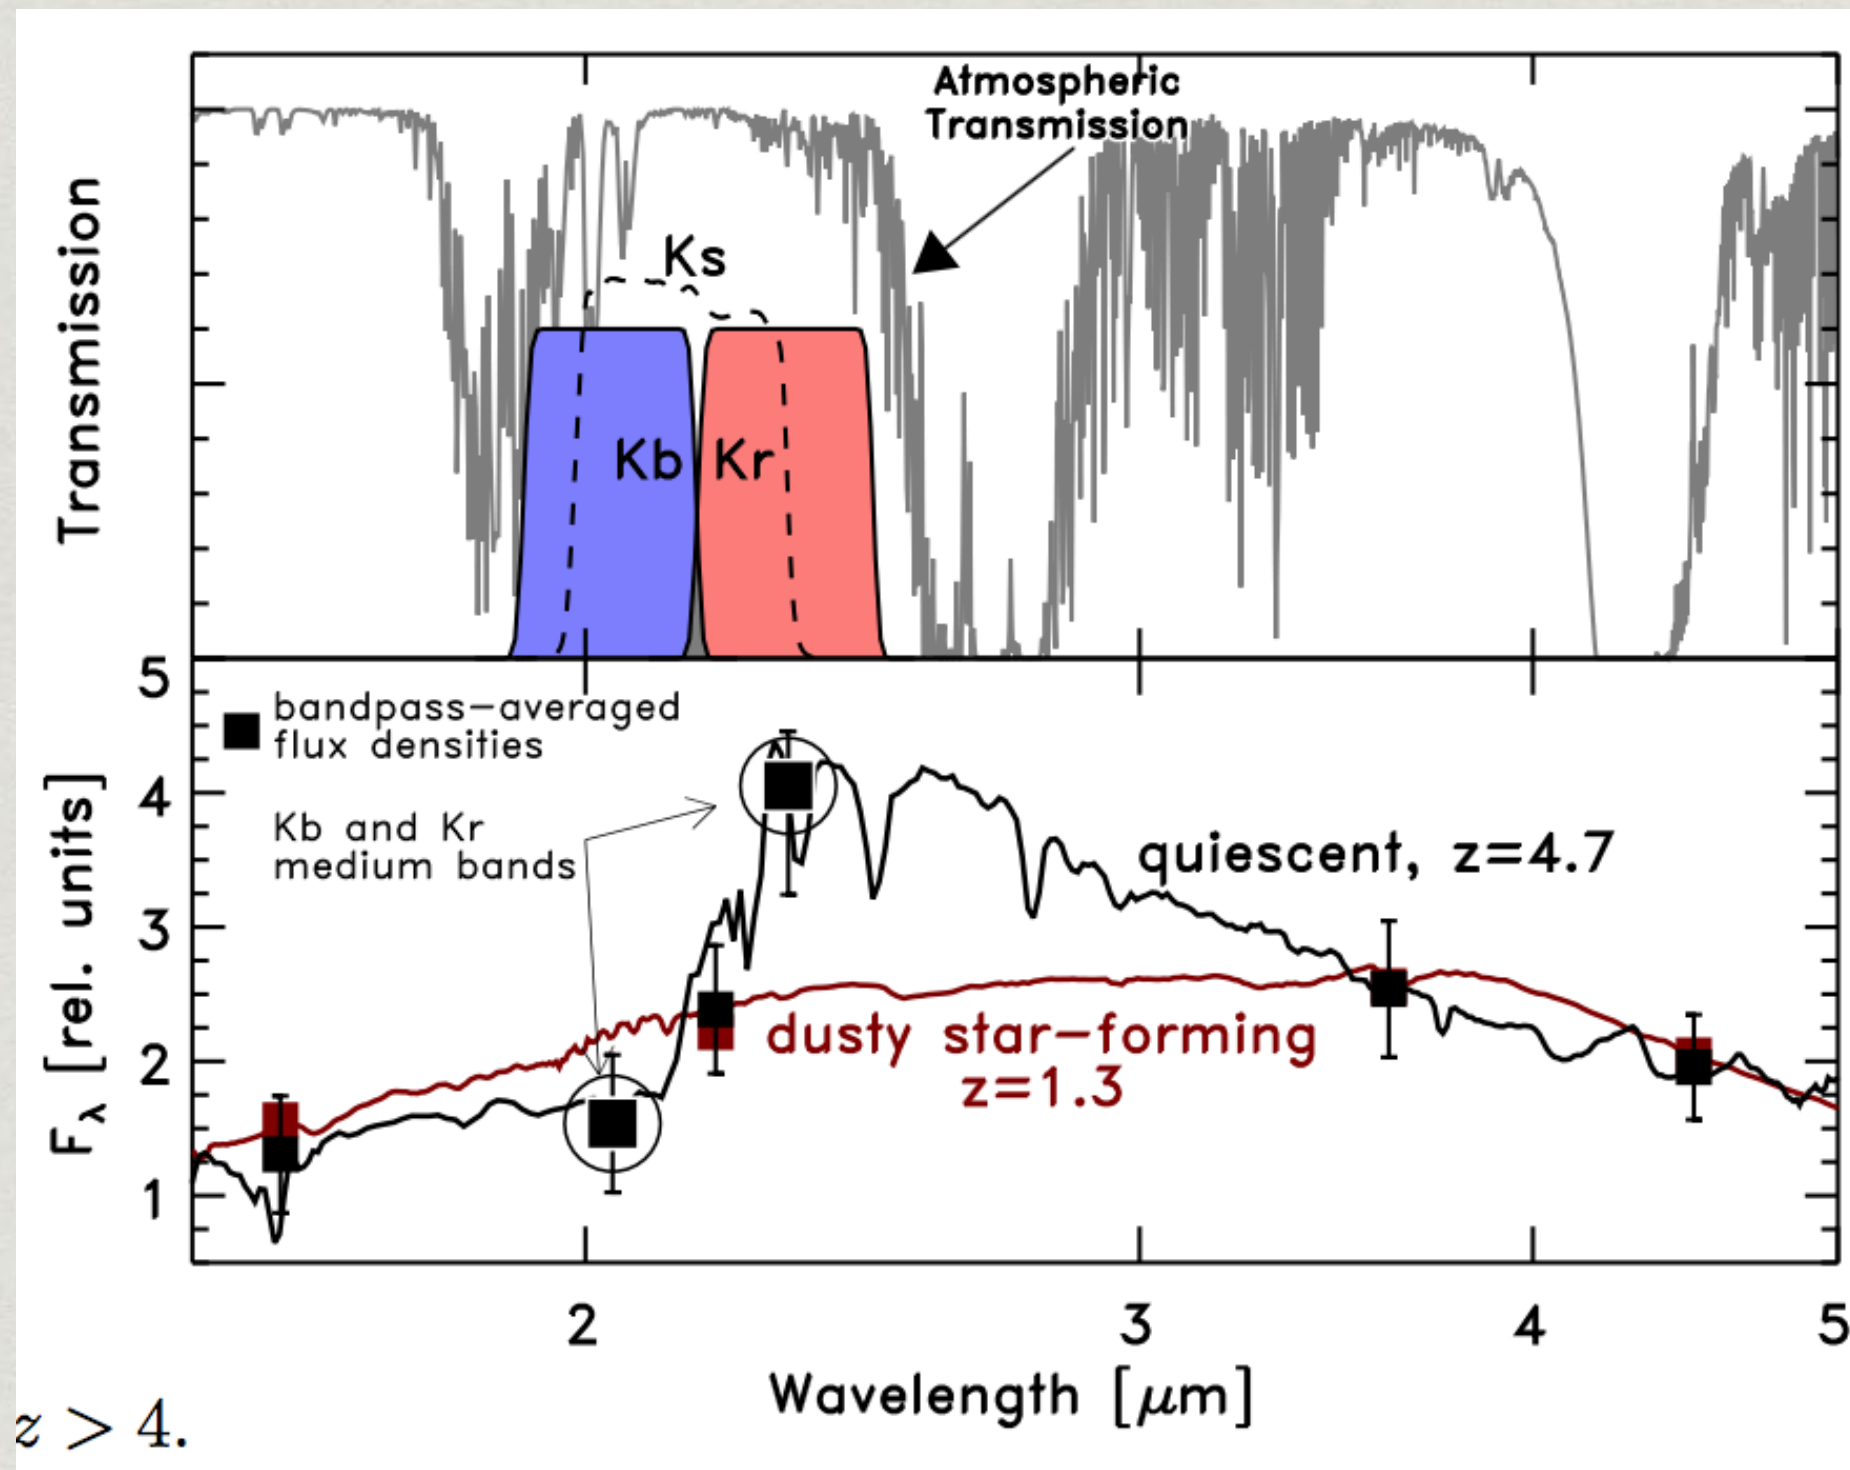 Atmospheric
Transmission
Transmission
Ks
Kb
Kr
5
4
3
2
1
F_λ [rel. units]
bandpass-averaged
flux densities
Kb and Kr
medium bands
quiescent, z=4.7
dusty star-forming
z=1.3
2 3 4 5
Wavelength [μm]
z > 4.